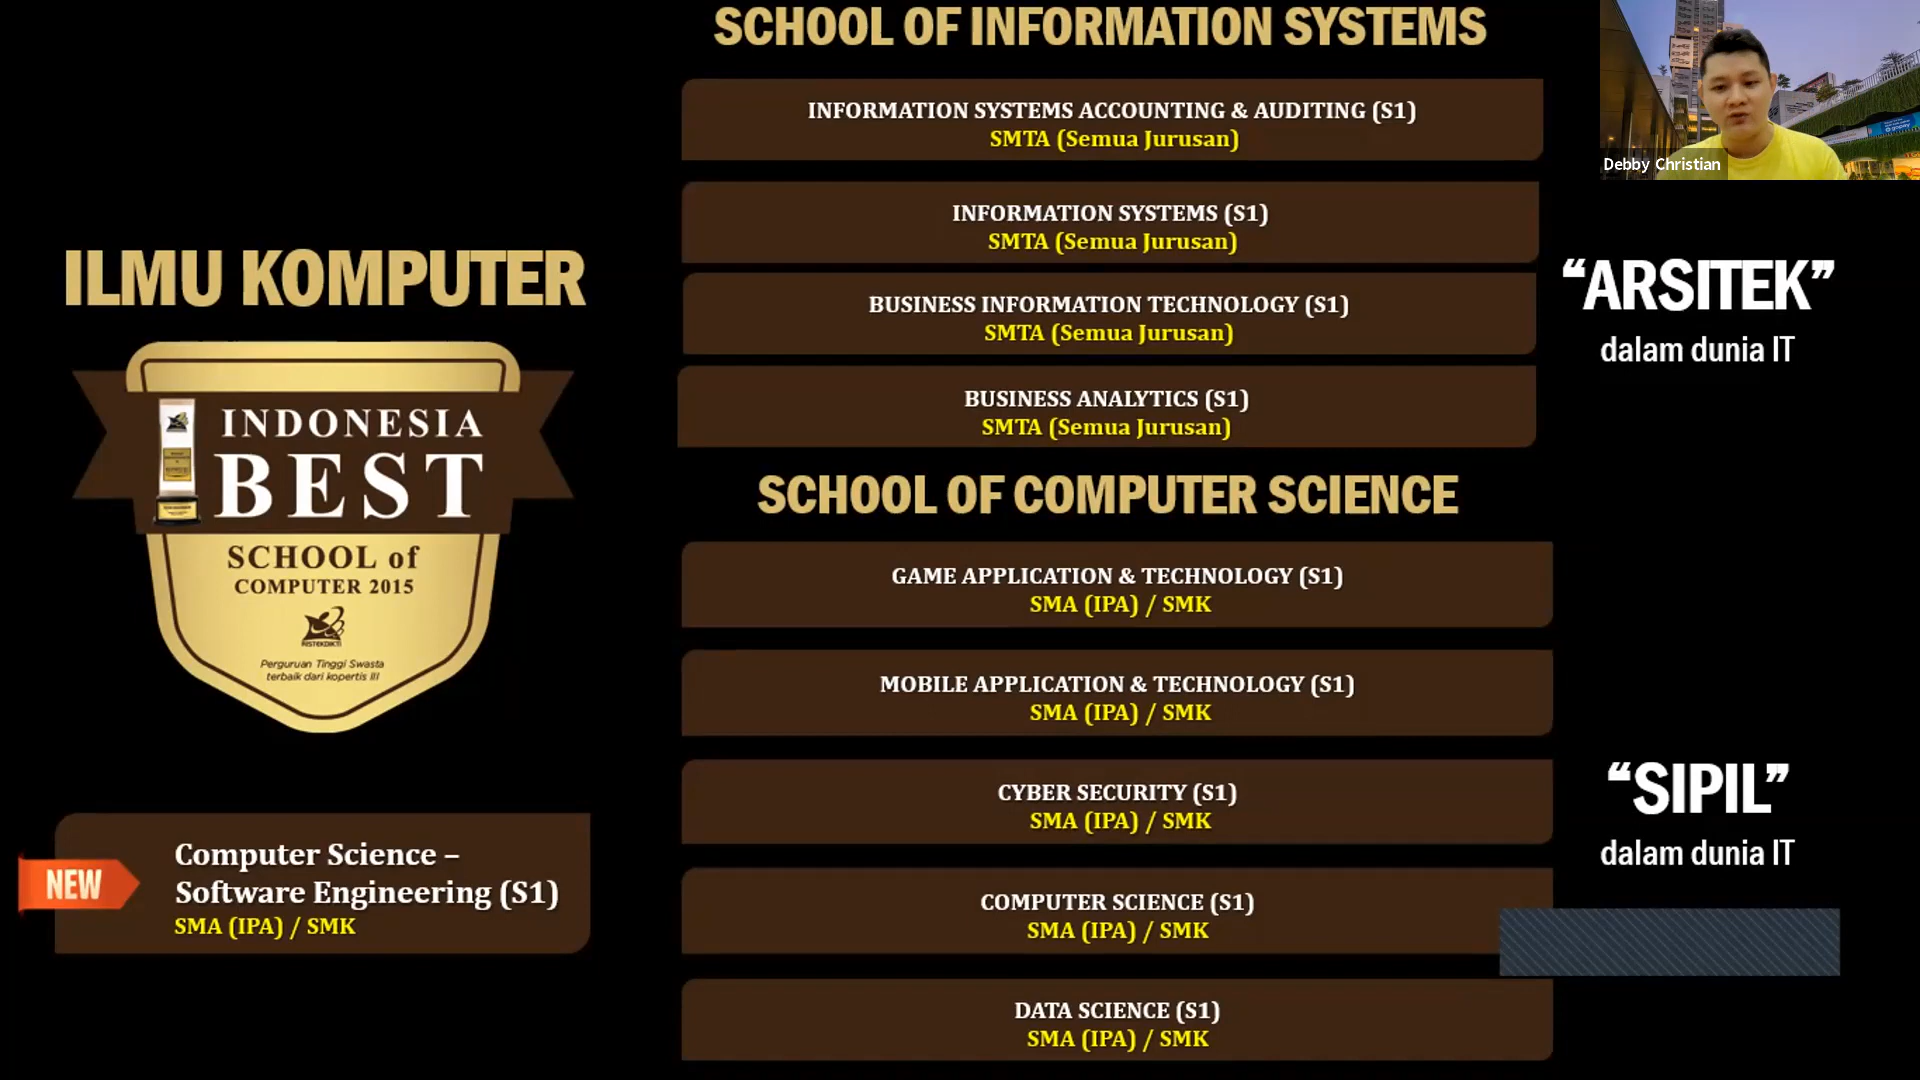 SCHOOL OF INFORMATION SYSTEMS
INFORMATION SYSTEMS ACCOUNTING & AUDITING (S1)
SMTA (Semua Jurusan)
INFORMATION SYSTEMS (S1)
SMTA (Semua Jurusan)
BUSINESS INFORMATION TECHNOLOGY (S1)
SMTA (Semua Jurusan)
BUSINESS ANALYTICS (S1)
SMTA (Semua Jurusan)
Debby Christian
"ARSITEK"
dalam dunia IT
ILMU KOMPUTER
INDONESIA
BEST
SCHOOL of
COMPUTER 2015
RISTEKDIKTI
Perguruan Tinggi Swasta
terbaik dari kopertis III
NEW
Computer Science –
Software Engineering (S1)
SMA (IPA) / SMK
SCHOOL OF COMPUTER SCIENCE
GAME APPLICATION & TECHNOLOGY (S1)
SMA (IPA) / SMK
MOBILE APPLICATION & TECHNOLOGY (S1)
SMA (IPA) / SMK
CYBER SECURITY (S1)
SMA (IPA) / SMK
COMPUTER SCIENCE (S1)
SMA (IPA) / SMK
DATA SCIENCE (S1)
SMA (IPA) / SMK
"SIPIL"
dalam dunia IT